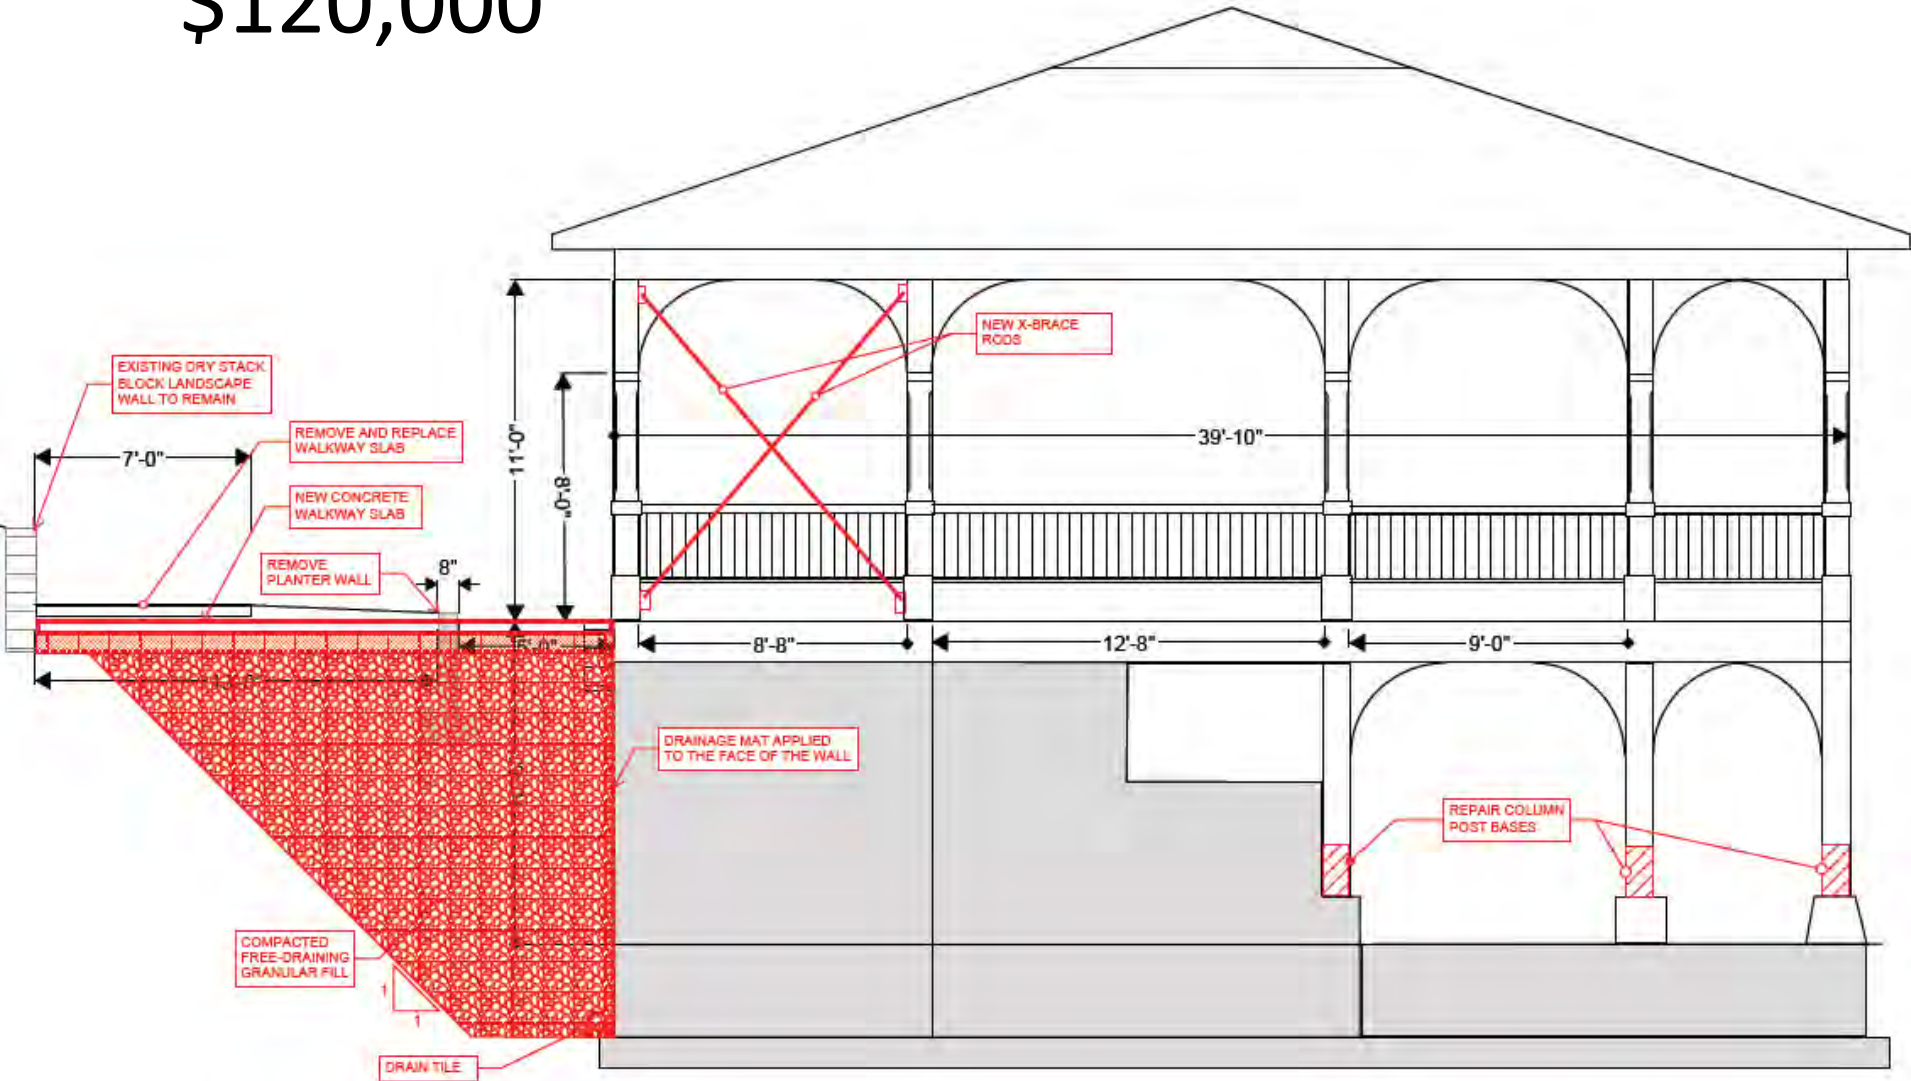 $120,000
NEW X-BRACE
RODS
EXISTING DRY STACK
BLOCK LANDSCAPE
WALL TO REMAIN
REMOVE AND REPLACE
WALKWAY SLAB
7'-0"
11'-0"
8'-0"
39'-10"
NEW CONCRETE
WALKWAY SLAB
REMOVE
PLANTER WALL
8"
5'-0"
8'-8"
12'-8"
9'-0"
DRAINAGE MAT APPLIED
TO THE FACE OF THE WALL
REPAIR COLUMN
POST BASES
COMPACTED
FREE-DRAINING
GRANULAR FILL
1
1
DRAIN TILE